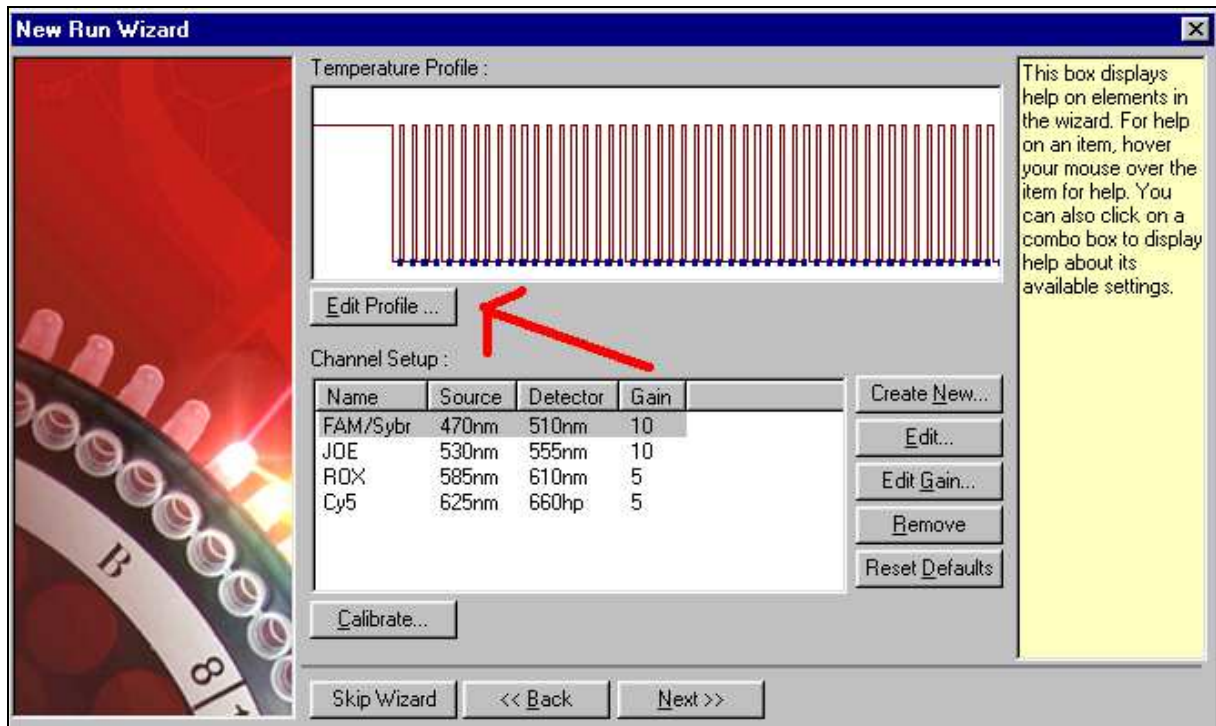 New Run Wizard
Temperature Profile :
Edit Profile ...
Channel Setup :
Name Source Detector Gain
FAM/Sybr 470nm 510nm 10
JOE 530nm 555nm 10
ROX 585nm 610nm 5
Cy5 625nm 660hp 5
Create New...
Edit...
Edit Gain...
Remove
Reset Defaults
Calibrate...
Skip Wizard
<< Back
Next >>
This box displays
help on elements in
the wizard. For help
on an item, hover
your mouse over the
item for help. You
can also click on a
combo box to display
help about its
available settings.
B
8